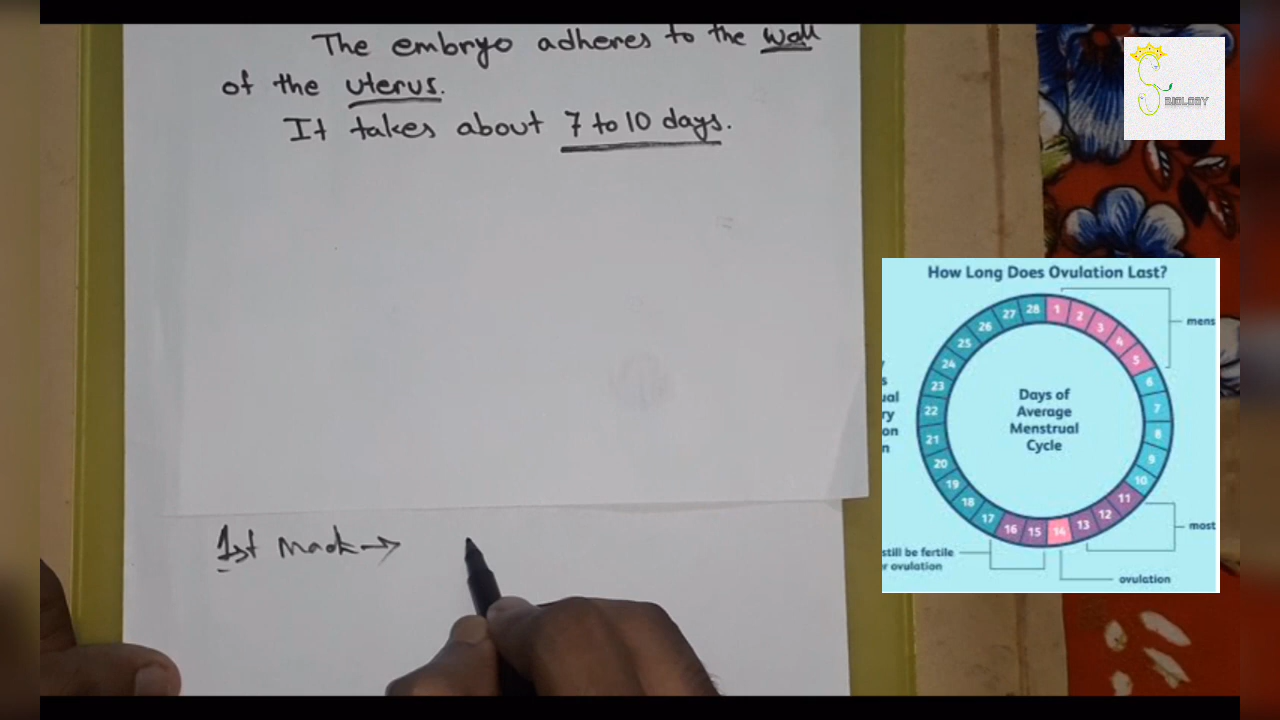 The embryo adheres to the wall
of the uterus.
It takes about 7 to 10 days.
1st
BIOLOGY
How Long Does Ovulation Last?
1 2 3 4 5 6 7 8 9 10 11 12 13 14 15 16 17 18 19 20 21 22 23 24 25 26 27 28
Days of
Average
Menstrual
Cycle
mens
most
ovulation
still be fertile
r ovulation
s
ual
ry
on
n